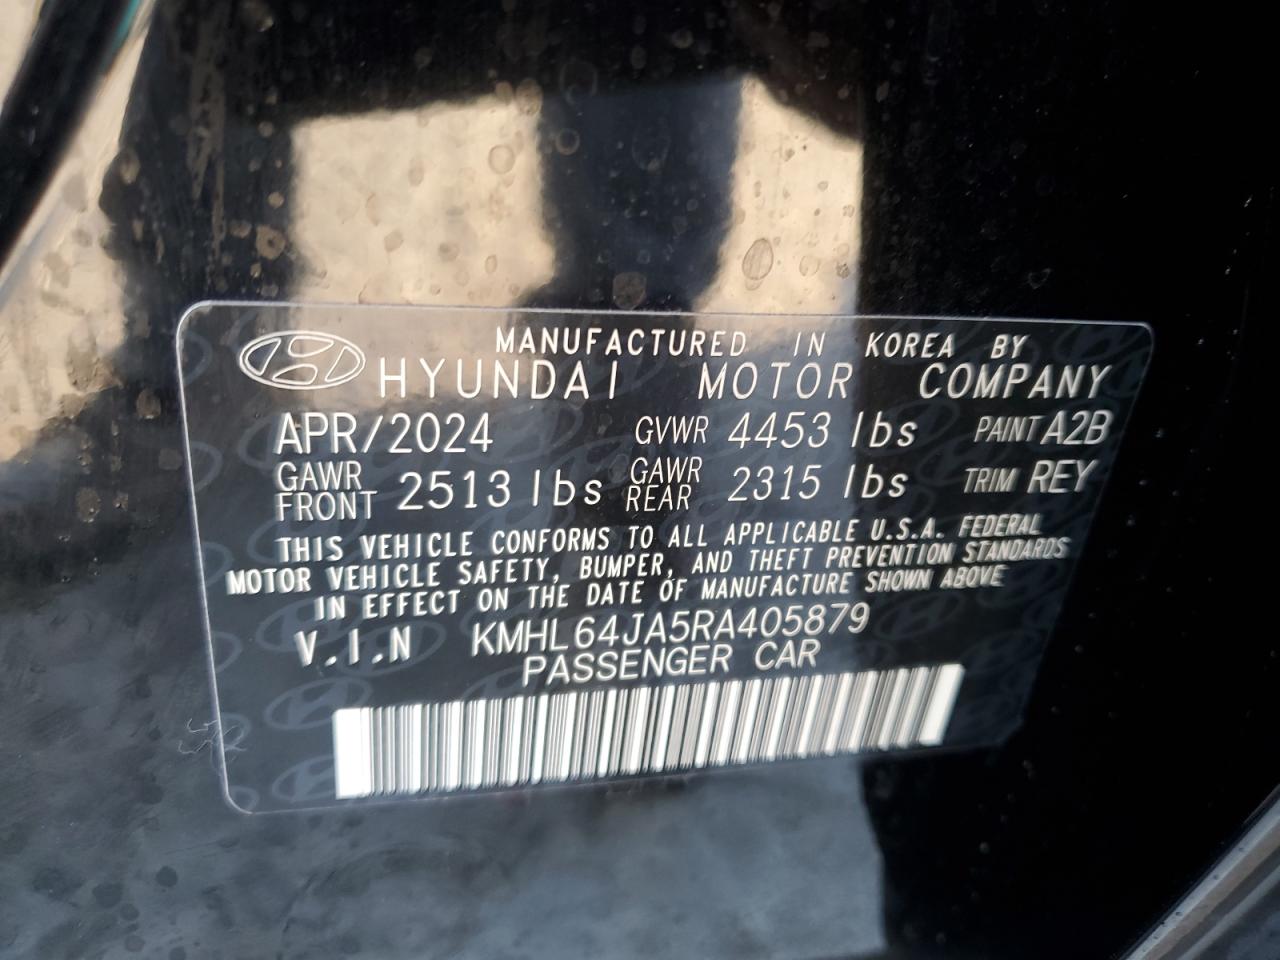 MANUFACTURED IN KOREA BY
HYUNDAI MOTOR COMPANY
APR/2024 GVWR 4453 lbs PAINT A2B
GAWR FRONT 2513 lbs GAWR REAR 2315 lbs TRIM REY
THIS VEHICLE CONFORMS TO ALL APPLICABLE U.S.A. FEDERAL
MOTOR VEHICLE SAFETY, BUMPER, AND THEFT PREVENTION STANDARDS
IN EFFECT ON THE DATE OF MANUFACTURE SHOWN ABOVE
V.I.N KMHL64JA5RA405879
PASSENGER CAR